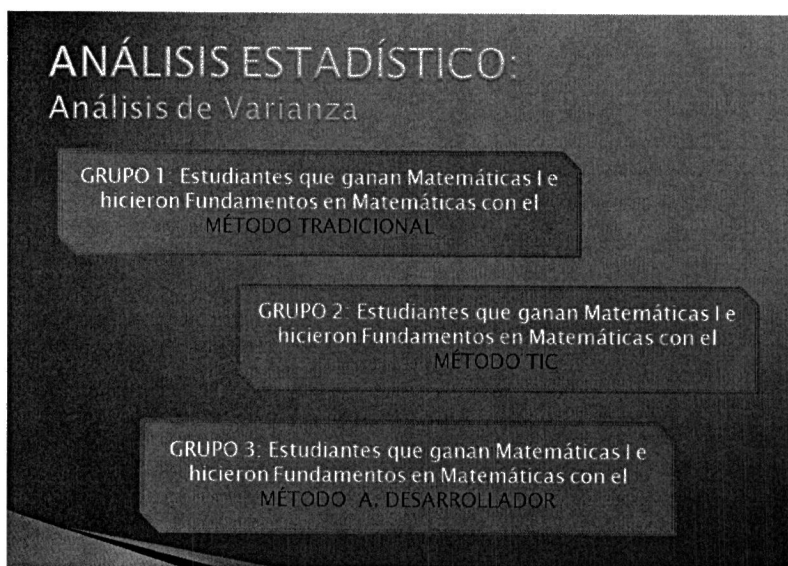 ANÁLISIS ESTADÍSTICO:
Análisis de Varianza
GRUPO 1: Estudiantes que ganan Matemáticas I e
hicieron Fundamentos en Matemáticas con el
MÉTODO TRADICIONAL
GRUPO 2: Estudiantes que ganan Matemáticas I e
hicieron Fundamentos en Matemáticas con el
MÉTODO TIC
GRUPO 3: Estudiantes que ganan Matemáticas I e
hicieron Fundamentos en Matemáticas con el
MÉTODO A. DESARROLLADOR